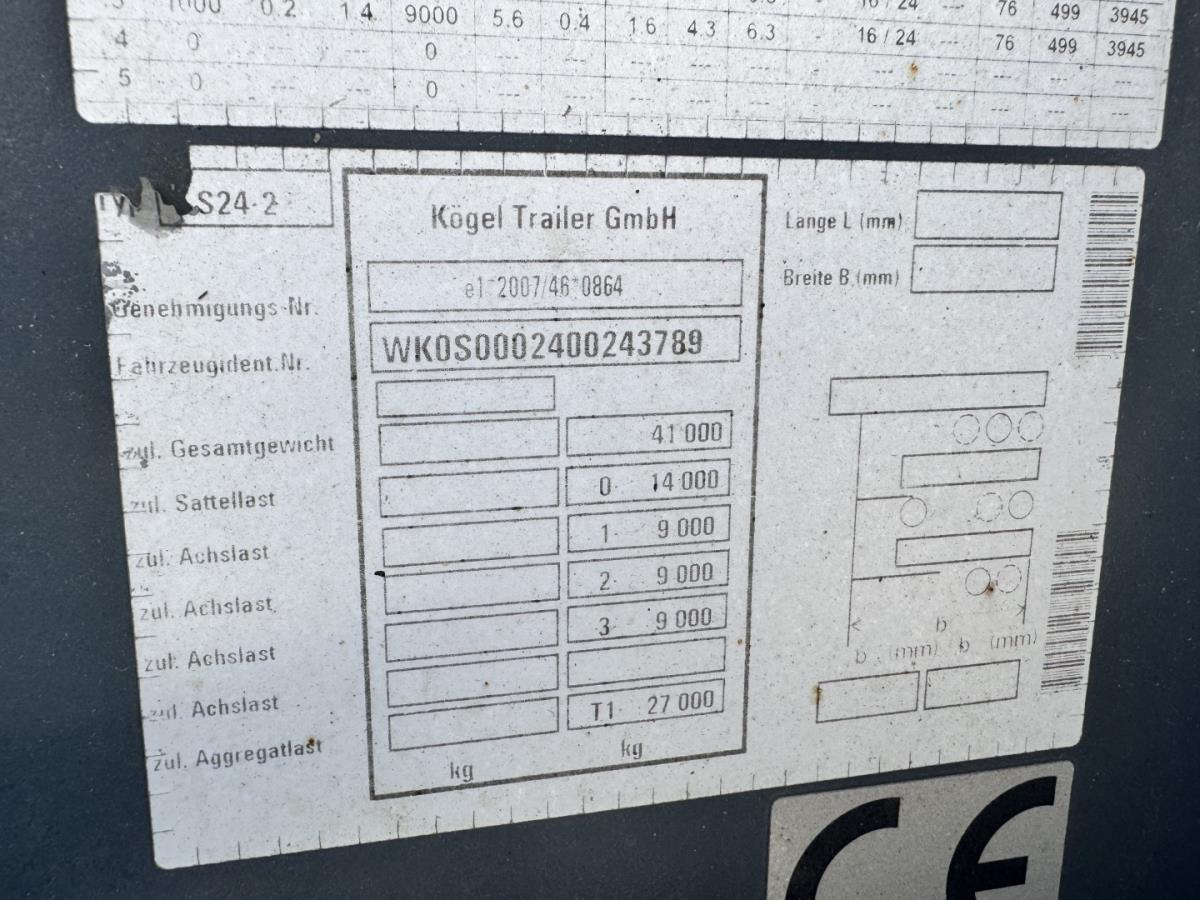 3 1000 0.2 1.4 9000 5.6 0.4 1.6 4.3 6.3 - 16 / 24 --- 76 499 3945
4 0 --- --- 0 --- --- --- --- --- - 16 / 24 --- 76 499 3945
5 0 --- --- 0 --- --- --- --- --- --- --- --- --- --- ---
S24-2
Kögel Trailer GmbH
Länge L (mm)
Breite B (mm)
Genehmigungs-Nr. e1*2007/46*0864
Fahrzeugident.Nr. WK0S0002400243789
zul. Gesamtgewicht 41 000
zul. Sattellast 0 14 000
zul. Achslast 1 9 000
zul. Achslast 2 9 000
zul. Achslast 3 9 000
zul. Achslast
zul. Aggregatlast T1 27 000
kg kg
b
b (mm) b (mm)
CE